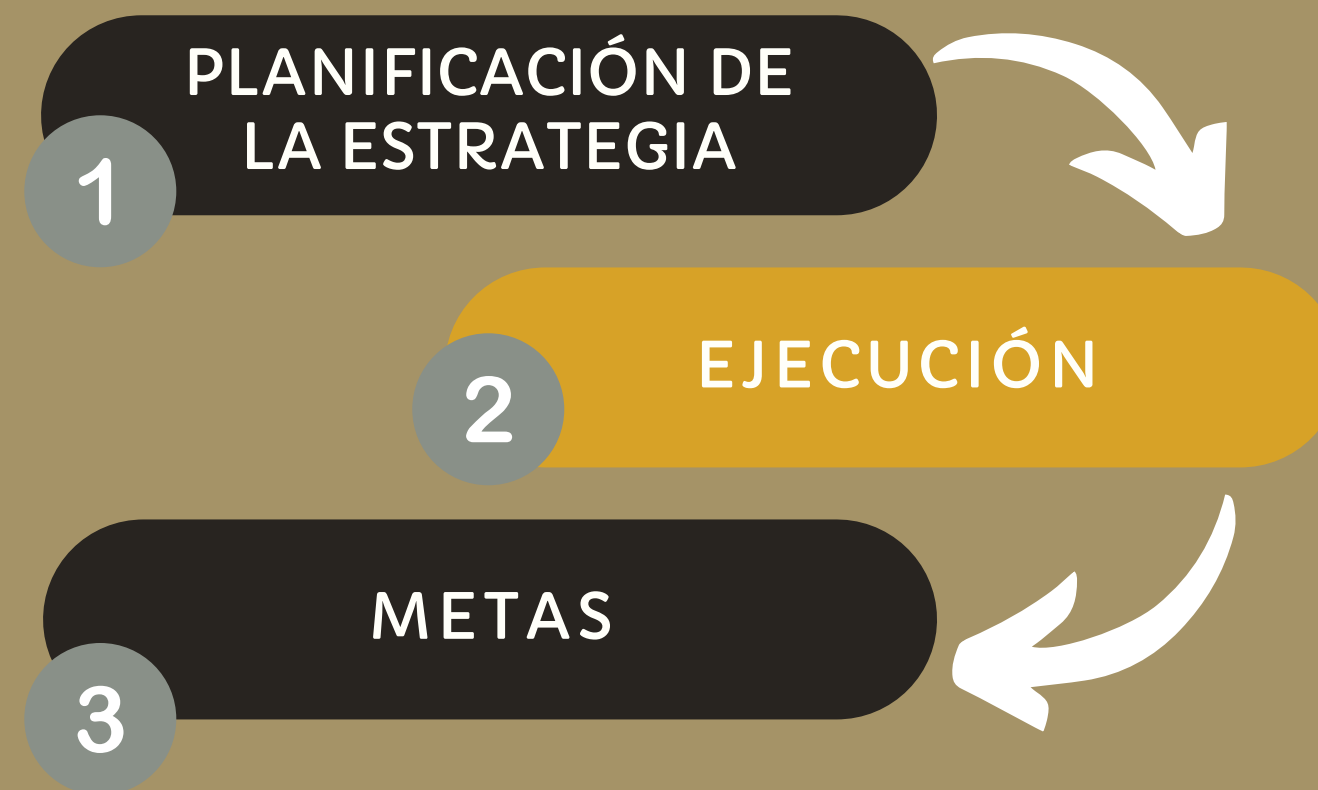 PLANIFICACIÓN DE
LA ESTRATEGIA
1
EJECUCIÓN
2
METAS
3